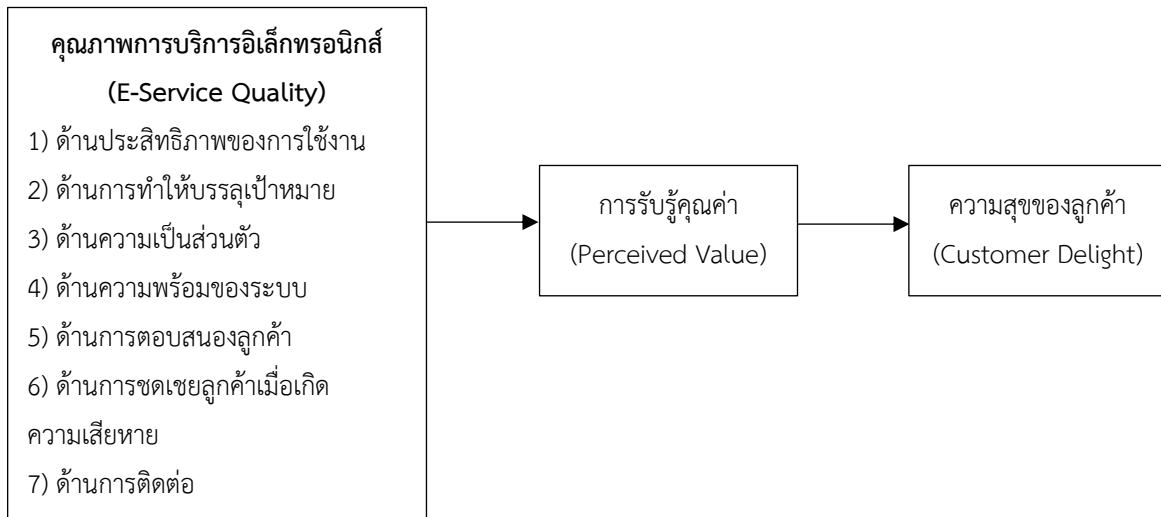 คุณภาพการบริการอิเล็กทรอนิกส์
(E-Service Quality)
1) ด้านประสิทธิภาพของการใช้งาน
2) ด้านการทำให้บรรลุเป้าหมาย
3) ด้านความเป็นส่วนตัว
4) ด้านความพร้อมของระบบ
5) ด้านการตอบสนองลูกค้า
6) ด้านการชดเชยลูกค้าเมื่อเกิด
ความเสียหาย
7) ด้านการติดต่อ
การรับรู้คุณค่า
(Perceived Value)
ความสุขของลูกค้า
(Customer Delight)